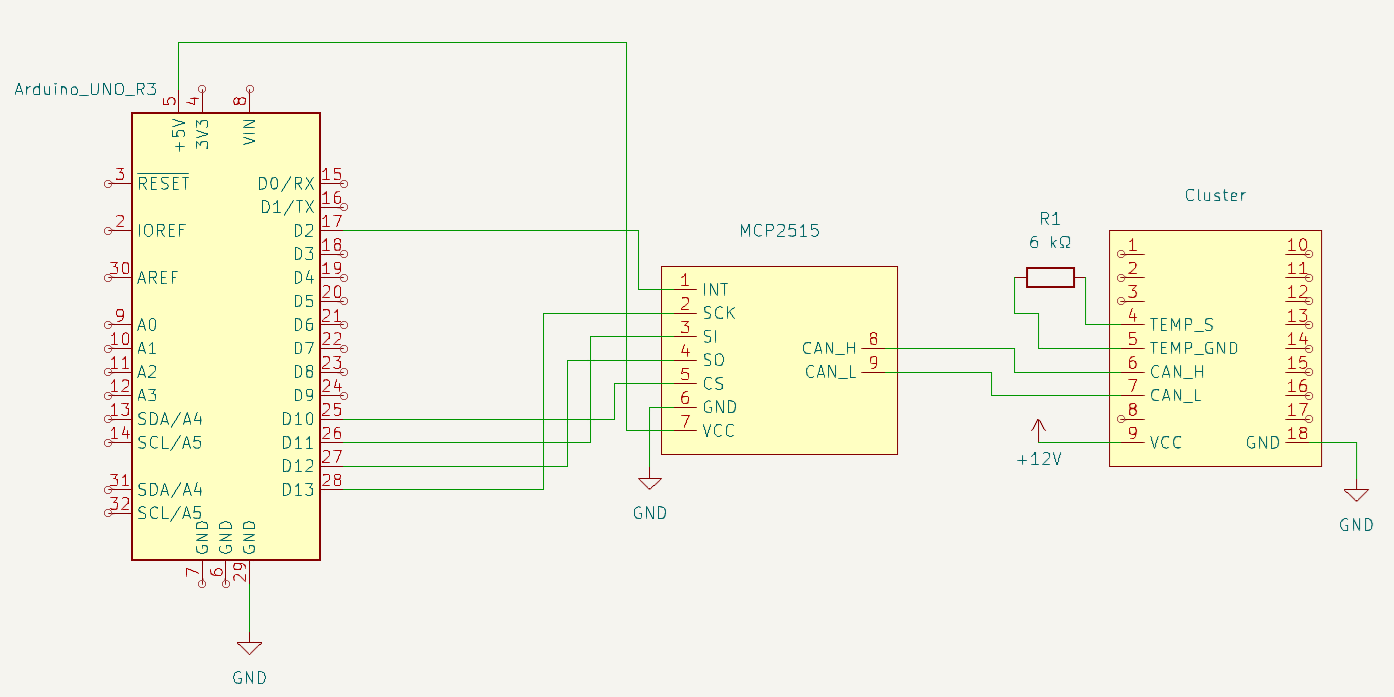 Arduino_UNO_R3
5
4
8
+5V
3V3
VIN
3
RESET
2
IOREF
30
AREF
9
A0
10
A1
11
A2
12
A3
13
SDA/A4
14
SCL/A5
31
SDA/A4
32
SCL/A5
D0/RX
15
D1/TX
16
D2
17
D3
18
D4
19
D5
20
D6
21
D7
22
D8
23
D9
24
D10
25
D11
26
D12
27
D13
28
GND
GND
GND
7
6
29
GND
MCP2515
1
INT
2
SCK
3
SI
4
SO
5
CS
6
GND
7
VCC
CAN_H
8
CAN_L
9
GND
R1
6 kΩ
Cluster
1
2
3
4
TEMP_S
5
TEMP_GND
6
CAN_H
7
CAN_L
8
9
VCC
10
11
12
13
14
15
16
17
GND
18
+12V
GND